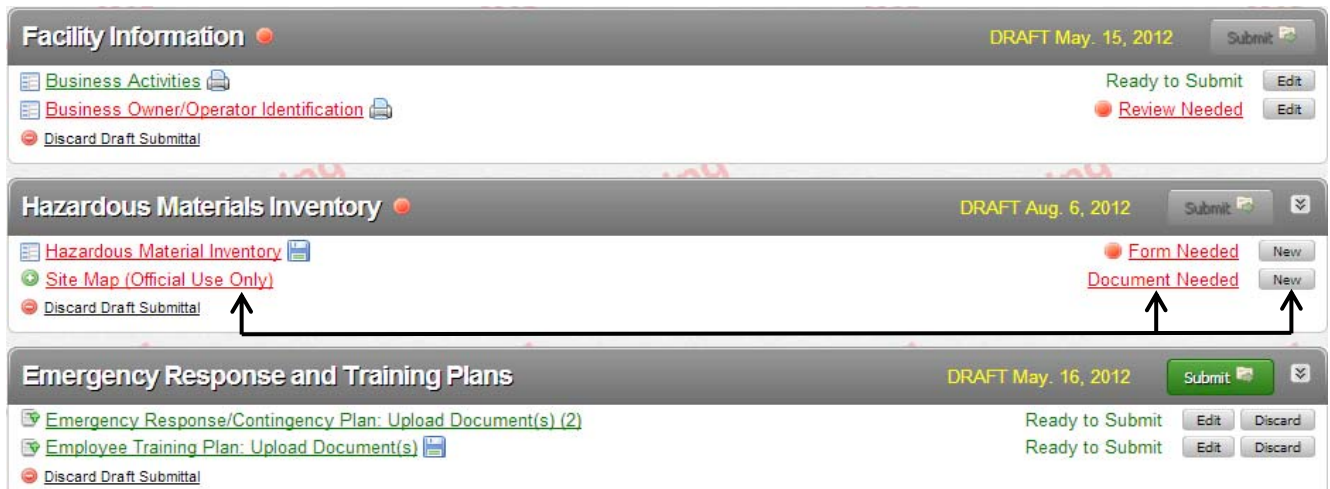 Facility Information DRAFT May. 15, 2012 Submit
Business Activities Ready to Submit Edit
Business Owner/Operator Identification Review Needed Edit
Discard Draft Submittal
Hazardous Materials Inventory DRAFT Aug. 6, 2012 Submit
Hazardous Material Inventory Form Needed New
Site Map (Official Use Only) Document Needed New
Discard Draft Submittal
Emergency Response and Training Plans DRAFT May. 16, 2012 Submit
Emergency Response/Contingency Plan: Upload Document(s) (2) Ready to Submit Edit Discard
Employee Training Plan: Upload Document(s) Ready to Submit Edit Discard
Discard Draft Submittal